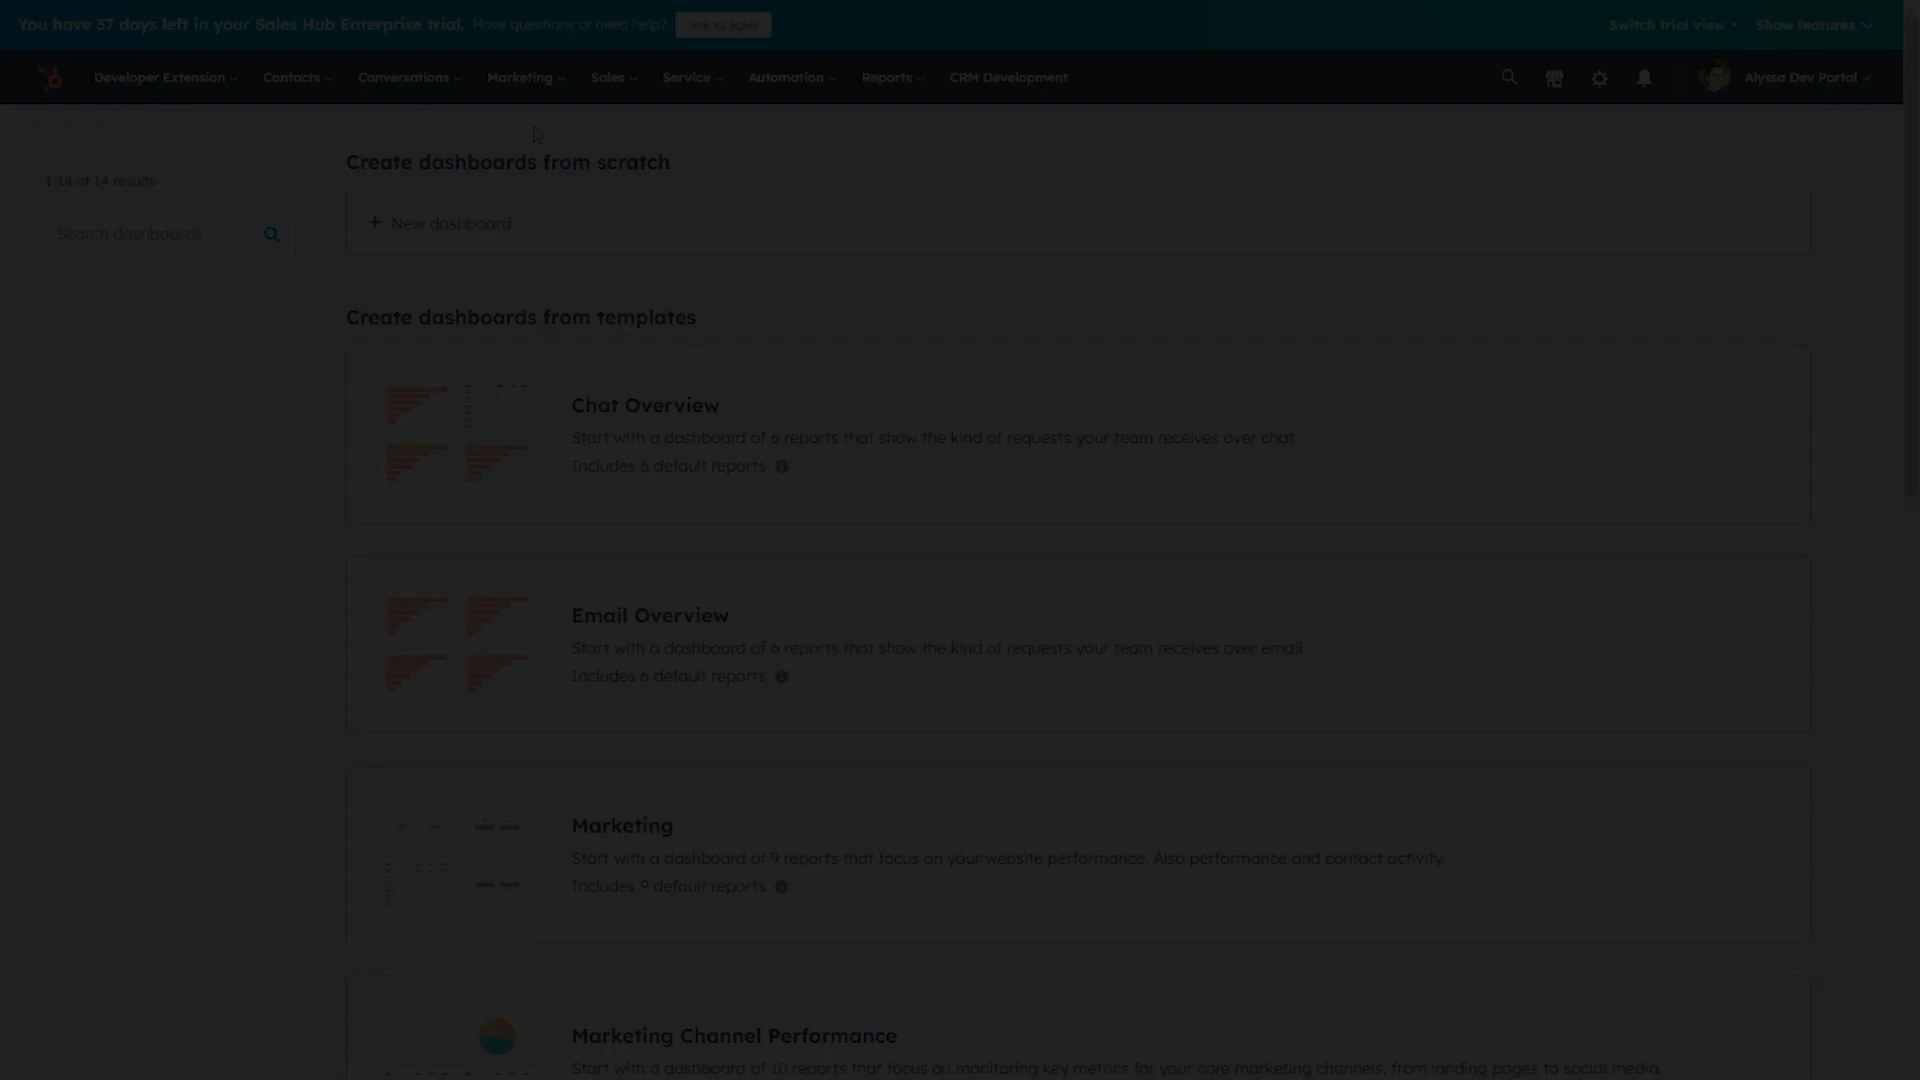 You have 37 days left in your Sales Hub Enterprise trial. Have questions or need help? Talk to Sales
Switch trial view Show features
Developer Extension Contacts Conversations Marketing Sales Service Automation Reports CRM Development
Alyssa Dev Portal
1-14 of 14 results
Search dashboards
Create dashboards from scratch
+ New dashboard
Create dashboards from templates
Chat Overview
Start with a dashboard of 6 reports that show the kind of requests your team receives over chat.
Includes 6 default reports
Email Overview
Start with a dashboard of 6 reports that show the kind of requests your team receives over email.
Includes 6 default reports
Marketing
Start with a dashboard of 9 reports that focus on your website performance. Also performance and contact activity.
Includes 9 default reports
Marketing Channel Performance
Start with a dashboard of 10 reports that focus on monitoring key metrics for your core marketing channels, from landing pages to social media.